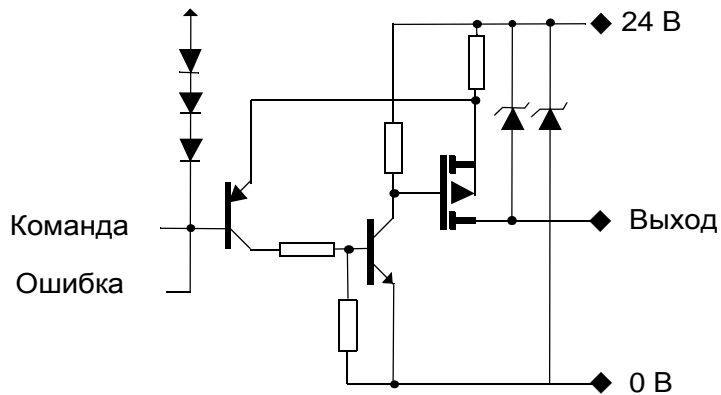 24 В
Команда
Выход
Ошибка
0 В